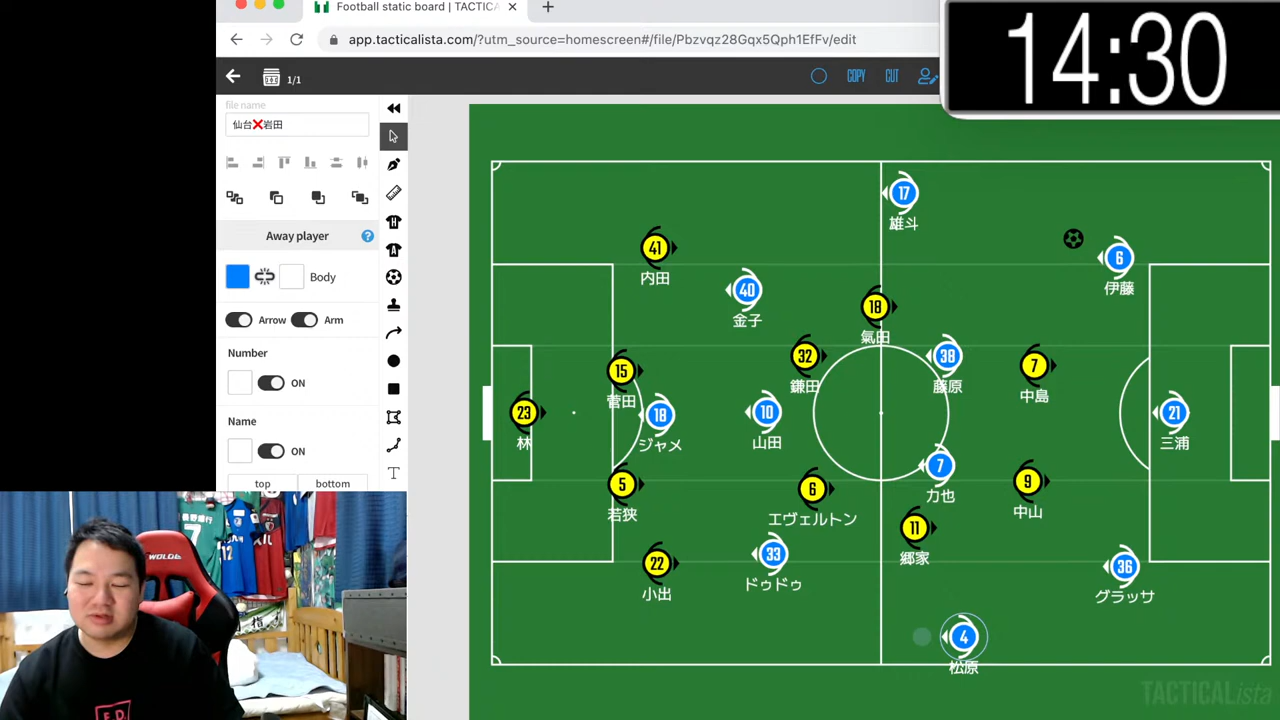 Football static board | TACTICA
14:30
app.tacticalista.com/?utm_source=homescreen#/file/Pbzvqz28Gqx5Qph1EfFv/edit
1/1
COPY
CUT
file name
仙台❌岩田
Away player
?
Body
Arrow
Arm
Number
ON
Name
ON
top
bottom
H
A
T
17
雄斗
41
内田
6
伊藤
40
金子
18
氣田
32
鎌田
38
藤原
7
中島
15
菅田
23
林
18
ジャメ
10
山田
21
三浦
5
若狭
6
エヴェルトン
7
力也
9
中山
11
郷家
22
小出
33
ドゥドゥ
36
グラッサ
4
松原
TACTICALista
WOLOE
7
12